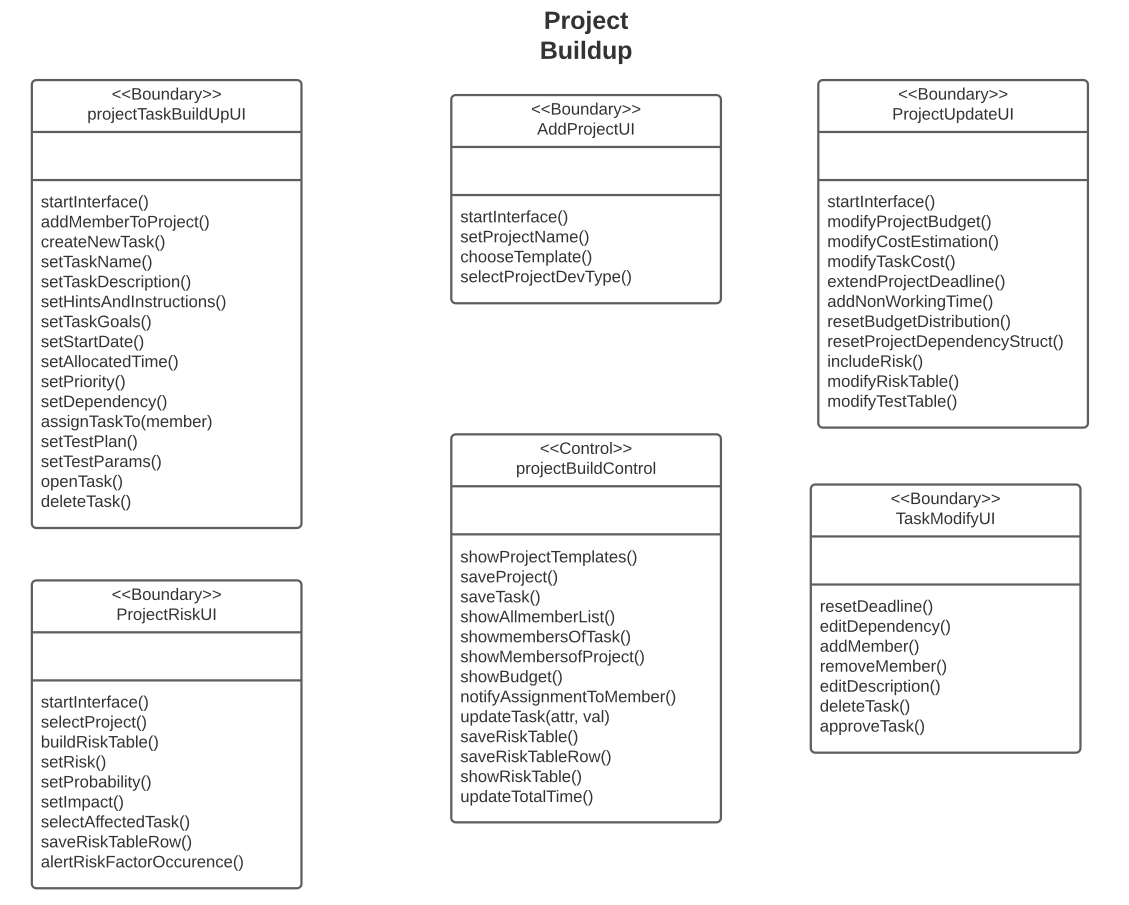 Project
Buildup
<<Boundary>>
projectTaskBuildUpUI
startInterface()
addMemberToProject()
createNewTask()
setTaskName()
setTaskDescription()
setHintsAndInstructions()
setTaskGoals()
setStartDate()
setAllocatedTime()
setPriority()
setDependency()
assignTaskTo(member)
setTestPlan()
setTestParams()
openTask()
deleteTask()
<<Boundary>>
ProjectRiskUI
startInterface()
selectProject()
buildRiskTable()
setRisk()
setProbability()
setImpact()
selectAffectedTask()
saveRiskTableRow()
alertRiskFactorOccurence()
<<Boundary>>
AddProjectUI
startInterface()
setProjectName()
chooseTemplate()
selectProjectDevType()
<<Control>>
projectBuildControl
showProjectTemplates()
saveProject()
saveTask()
showAllmemberList()
showmembersOfTask()
showMembersofProject()
showBudget()
notifyAssignmentToMember()
updateTask(attr, val)
saveRiskTable()
saveRiskTableRow()
showRiskTable()
updateTotalTime()
<<Boundary>>
ProjectUpdateUI
startInterface()
modifyProjectBudget()
modifyCostEstimation()
modifyTaskCost()
extendProjectDeadline()
addNonWorkingTime()
resetBudgetDistribution()
resetProjectDependencyStruct()
includeRisk()
modifyRiskTable()
modifyTestTable()
<<Boundary>>
TaskModifyUI
resetDeadline()
editDependency()
addMember()
removeMember()
editDescription()
deleteTask()
approveTask()